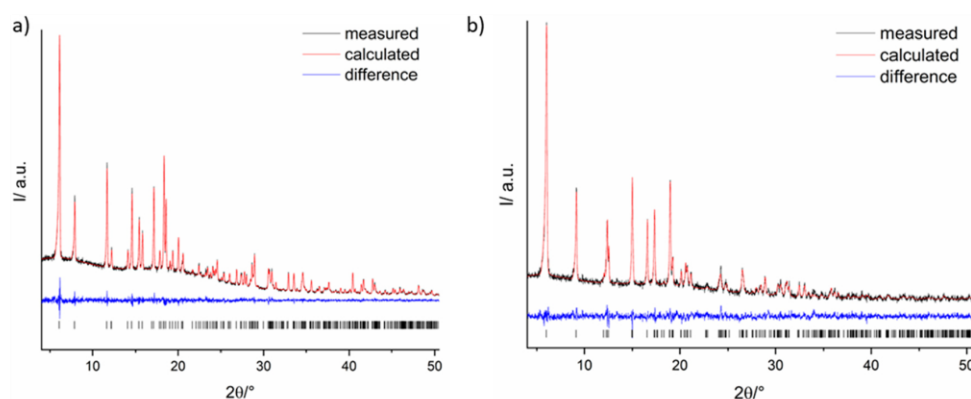 a)
measured
calculated
difference
I/ a.u.
10
20
30
40
50
2θ/°
b)
measured
calculated
difference
I/ a.u.
10
20
30
40
50
2θ/°